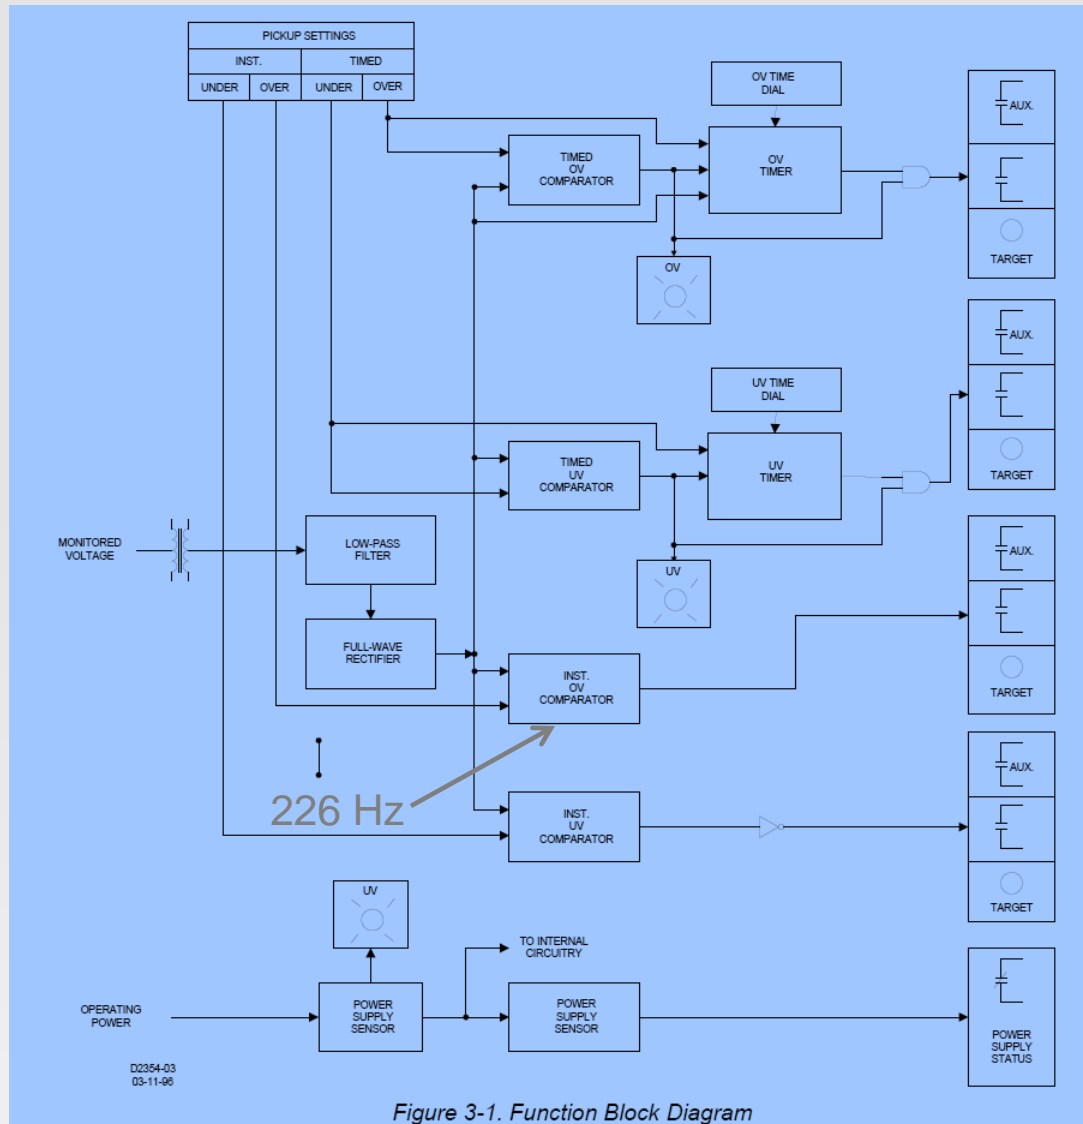 PICKUP SETTINGS
INST.
TIMED
UNDER
OVER
UNDER
OVER
OV TIME
DIAL
TIMED
OV
COMPARATOR
OV
TIMER
AUX.
TARGET
OV
UV TIME
DIAL
TIMED
UV
COMPARATOR
UV
TIMER
AUX.
TARGET
UV
MONITORED
VOLTAGE
LOW-PASS
FILTER
FULL-WAVE
RECTIFIER
INST.
OV
COMPARATOR
AUX.
TARGET
226 Hz
INST.
UV
COMPARATOR
AUX.
TARGET
UV
TO INTERNAL
CIRCUITRY
OPERATING
POWER
POWER
SUPPLY
SENSOR
POWER
SUPPLY
SENSOR
POWER
SUPPLY
STATUS
D2354-03
03-11-96
Figure 3-1. Function Block Diagram